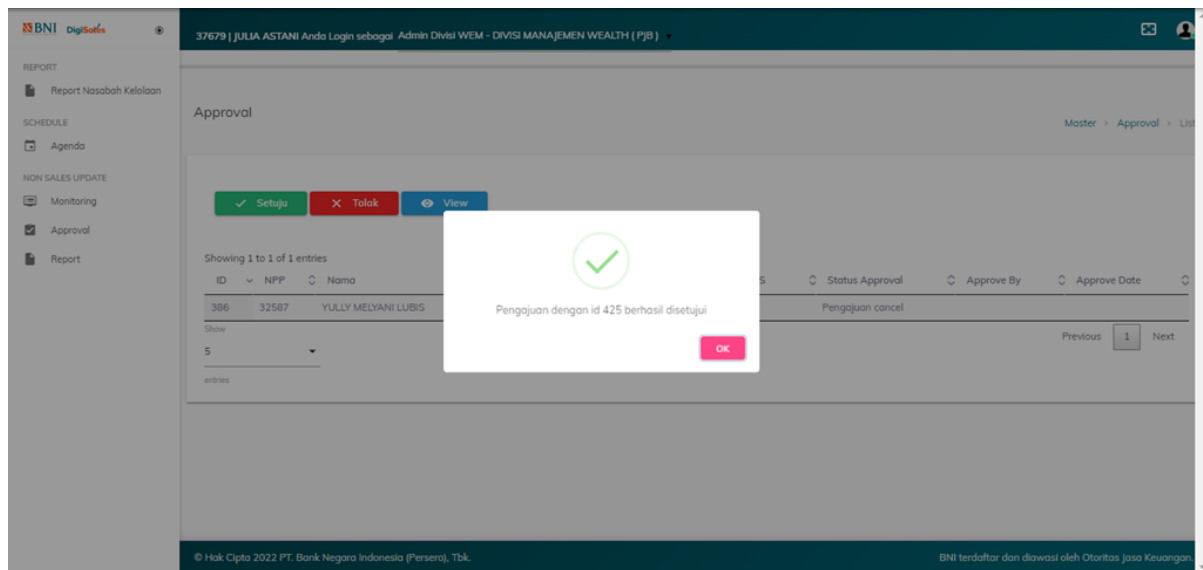 BNI DigiSales
37679 | JULIA ASTANI Anda Login sebagai Admin Divisi WEM - DIVISI MANAJEMEN WEALTH ( PJB )
REPORT
Report Nasabah Kelolaan
SCHEDULE
Agenda
NON SALES UPDATE
Monitoring
Approval
Report
Approval
Master > Approval > List
Setuju
Tolak
View
Showing 1 to 1 of 1 entries
ID NPP Nama S Status Approval Approve By Approve Date
386 32587 YULLY MELYANI LUBIS Pengajuan cancel
Show
5
entries
Previous 1 Next
Pengajuan dengan id 425 berhasil disetujui
OK
© Hak Cipta 2022 PT. Bank Negara Indonesia (Persero), Tbk.
BNI terdaftar dan diawasi oleh Otoritas Jasa Keuangan.